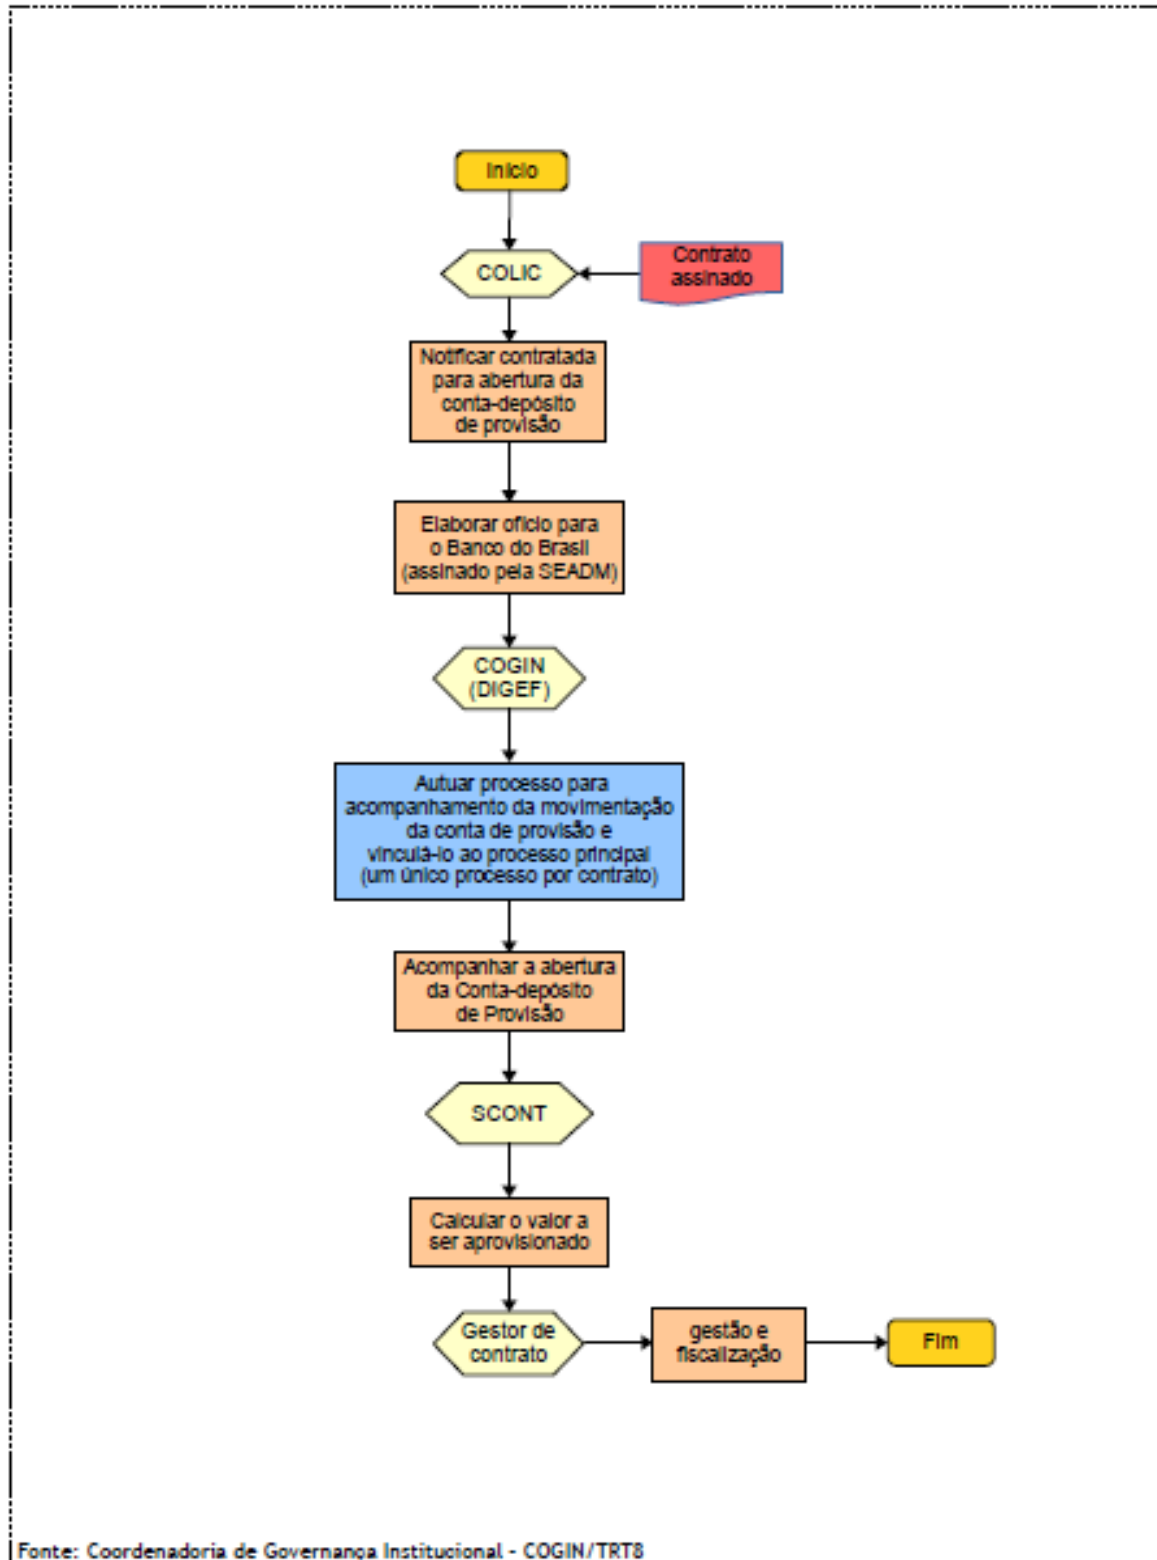 Início
COLIC
Contrato
assinado
Notificar contratada
para abertura da
conta-depósito
de provisão
Elaborar ofício para
o Banco do Brasil
(assinado pela SEADM)
COGIN
(DIGEF)
Autuar processo para
acompanhamento da movimentação
da conta de provisão e
vinculá-lo ao processo principal
(um único processo por contrato)
Acompanhar a abertura
da Conta-depósito
de Provisão
SCONT
Calcular o valor a
ser aprovisionado
Gestor de
contrato
gestão e
fiscalização
Fim
Fonte: Coordenadoria de Governança Institucional - COGIN/TRT8